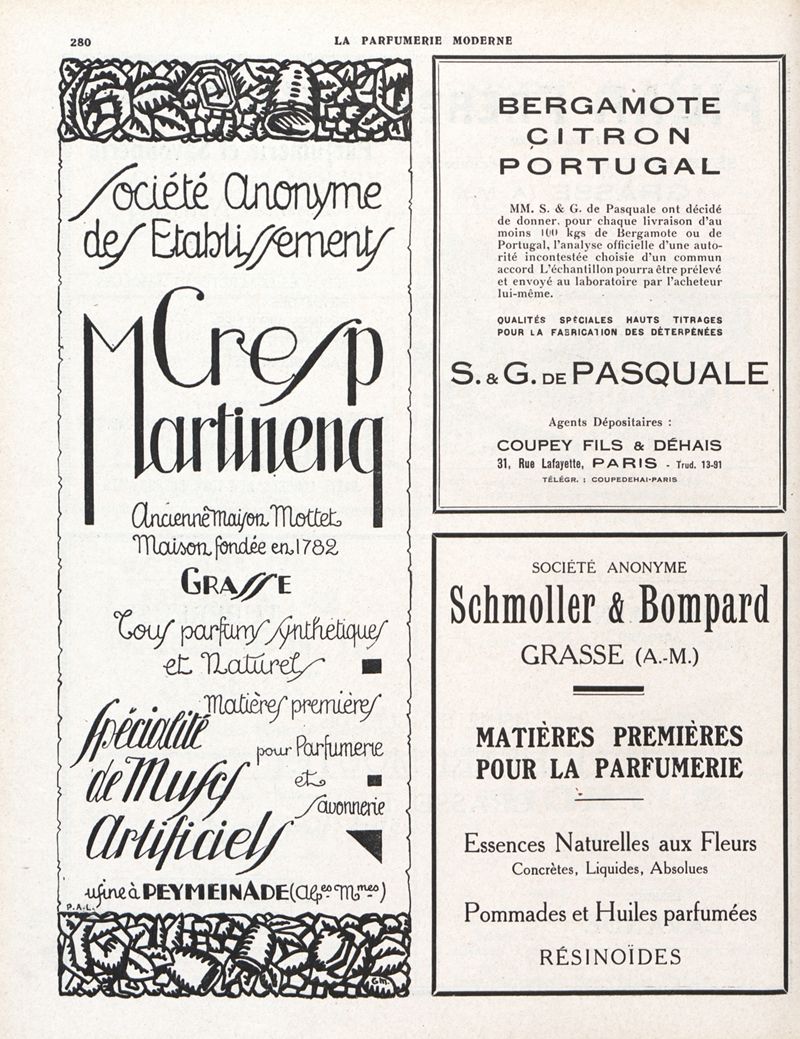 280
LA PARFUMERIE MODERNE
Société Anonyme
des Etablissements
Cresp
Martinenq
Ancienne Maison Mottet
Maison fondée en 1782
GRASSE
Tous parfums Synthétiques
et Naturels
Matières premières
pour Parfumerie
et
Savonnerie
Spécialité
de Muscs
Artificiels
usine à PEYMEINADE (Alpes Mmes)
P.A.L.
GM.
BERGAMOTE
CITRON
PORTUGAL
MM. S. & G. de Pasquale ont décidé
de donner, pour chaque livraison d'au
moins 100 kgs de Bergamote ou de
Portugal, l'analyse officielle d'une auto-
rité incontestée choisie d'un commun
accord L'échantillon pourra être prélevé
et envoyé au laboratoire par l'acheteur
lui-même.
QUALITÉS SPÉCIALES HAUTS TITRAGES
POUR LA FABRICATION DES DÉTERPÉNÉES
S. & G. DE PASQUALE
Agents Dépositaires :
COUPEY FILS & DÉHAIS
31, Rue Lafayette, PARIS - Trud. 13-91
TÉLÉGR. : COUPEDEHAI-PARIS
SOCIÉTÉ ANONYME
Schmoller & Bompard
GRASSE (A.-M.)
MATIÈRES PREMIÈRES
POUR LA PARFUMERIE
Essences Naturelles aux Fleurs
Concrètes, Liquides, Absolues
Pommades et Huiles parfumées
RÉSINOÏDES